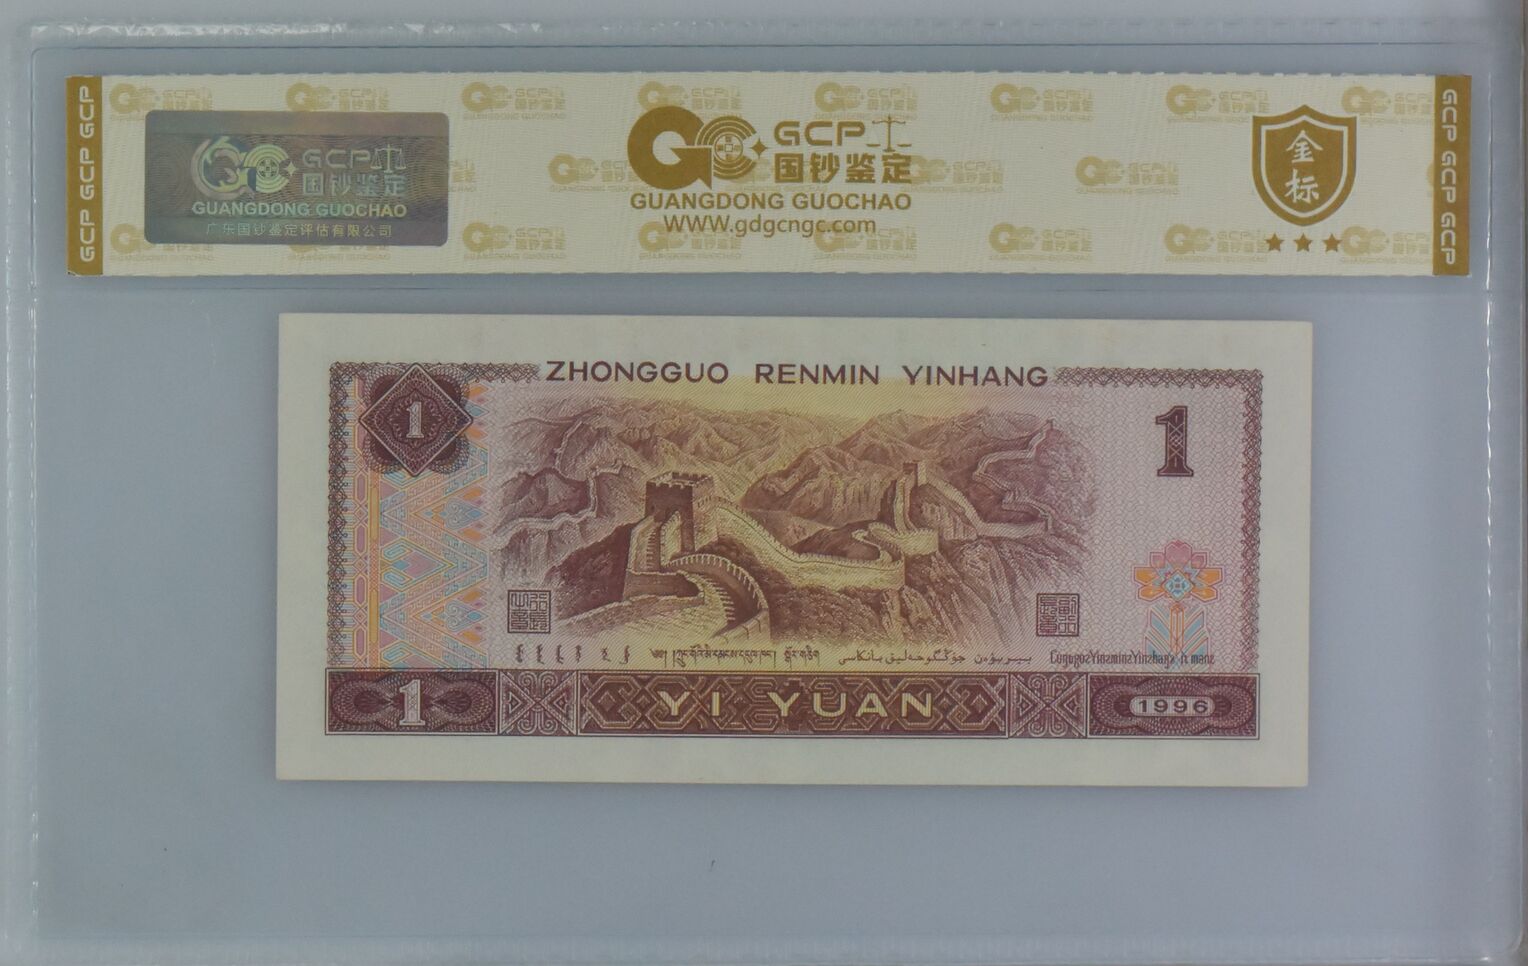 GCP GCP GCP
GCP
国钞鉴定
GUANGDONG GUOCHAO
广东国钞鉴定评估有限公司
GCP
国钞鉴定
GUANGDONG GUOCHAO
WWW.gdgcngc.com
金标
GCP GCP GCP
ZHONGGUO RENMIN YINHANG
1
1
1
YI YUAN
1996